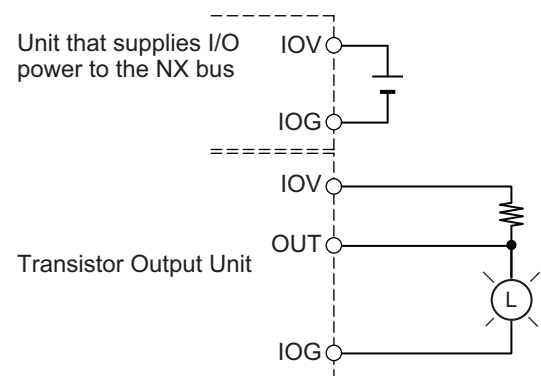 Unit that supplies I/O
power to the NX bus
IOV
IOG
IOV
OUT
Transistor Output Unit
L
IOG